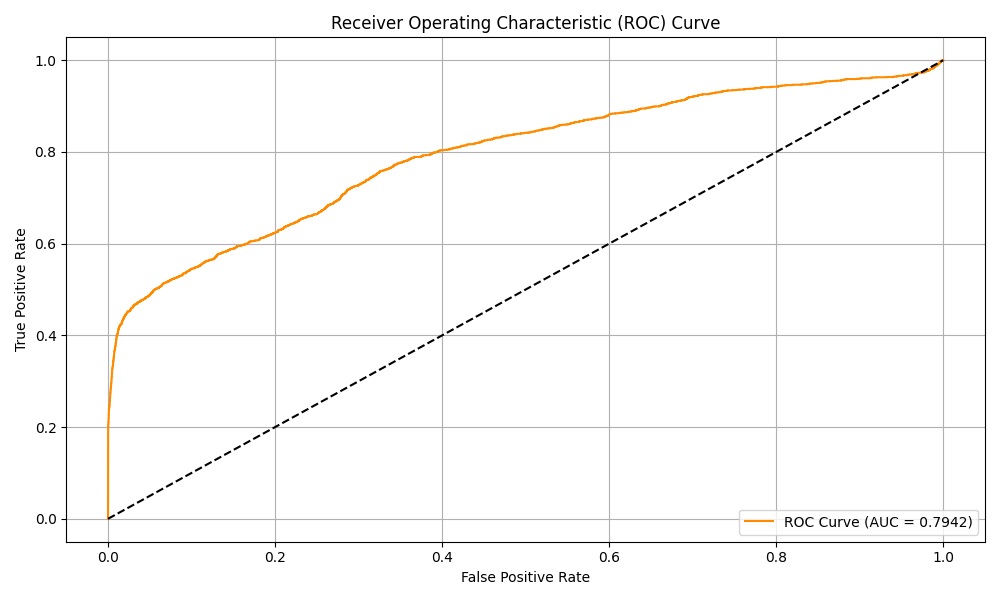 Receiver Operating Characteristic (ROC) Curve
True Positive Rate
1.0
0.8
0.6
0.4
0.2
0.0
ROC Curve (AUC = 0.7942)
0.0 0.2 0.4 0.6 0.8 1.0
False Positive Rate